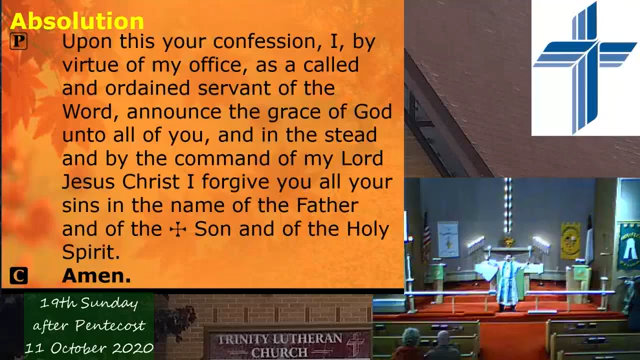 Absolution
P Upon this your confession, I, by
virtue of my office, as a called
and ordained servant of the
Word, announce the grace of God
unto all of you, and in the stead
and by the command of my Lord
Jesus Christ I forgive you all your
sins in the name of the Father
and of the ☩ Son and of the Holy
Spirit.
C Amen.
19th Sunday
after Pentecost
11 October 2020
TRINITY LUTHERAN
CHURCH